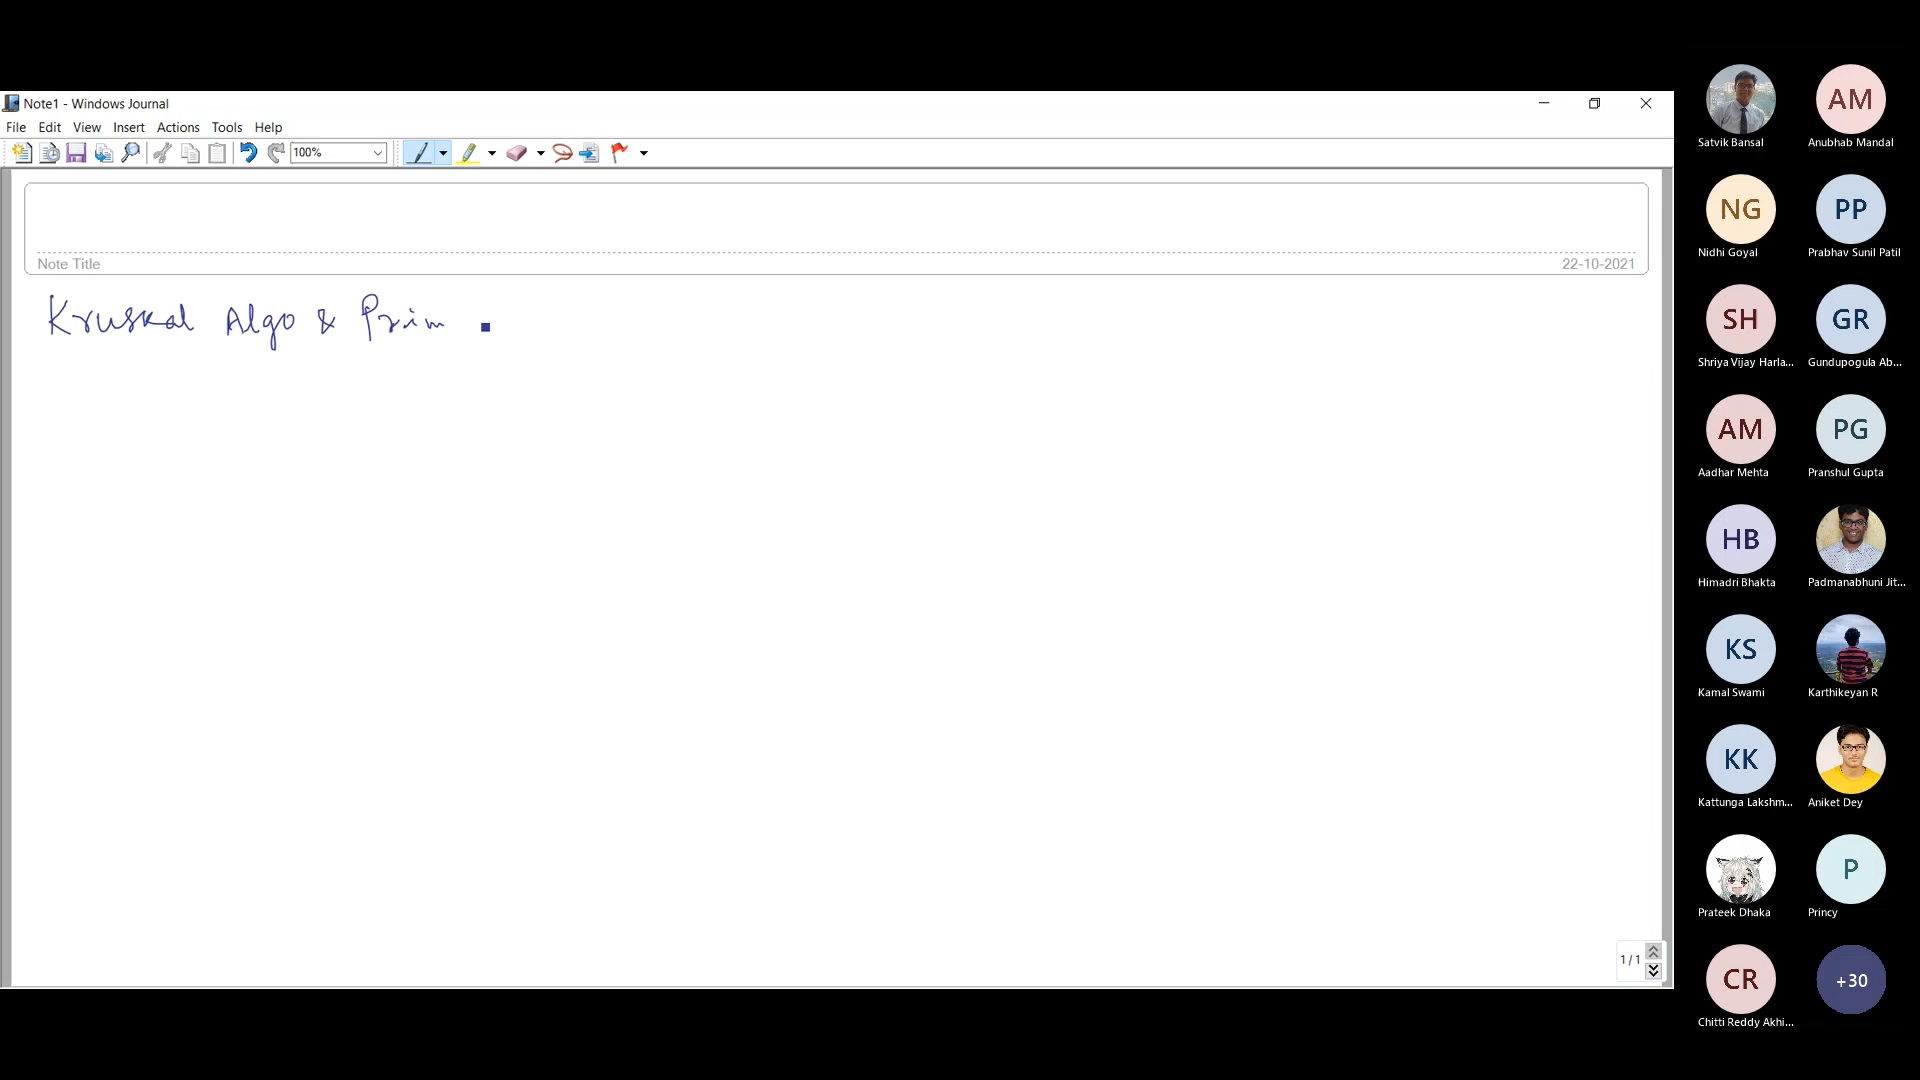 Note1 - Windows Journal
File Edit View Insert Actions Tools Help
100%
Note Title
22-10-2021
Kruskal Algo & Prim
1 / 1
Satvik Bansal
AM
Anubhab Mandal
NG
Nidhi Goyal
PP
Prabhav Sunil Patil
SH
Shriya Vijay Harla...
GR
Gundupogula Ab...
AM
Aadhar Mehta
PG
Pranshul Gupta
HB
Himadri Bhakta
Padmanabhuni Jit...
KS
Kamal Swami
Karthikeyan R
KK
Kattunga Lakshm...
Aniket Dey
Prateek Dhaka
P
Princy
CR
Chitti Reddy Akhi...
+30